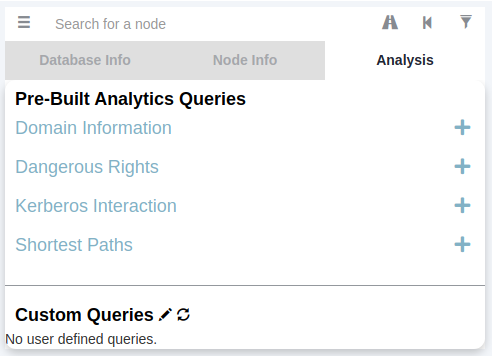 Search for a node
Database Info Node Info Analysis
Pre-Built Analytics Queries
Domain Information
Dangerous Rights
Kerberos Interaction
Shortest Paths
Custom Queries
No user defined queries.